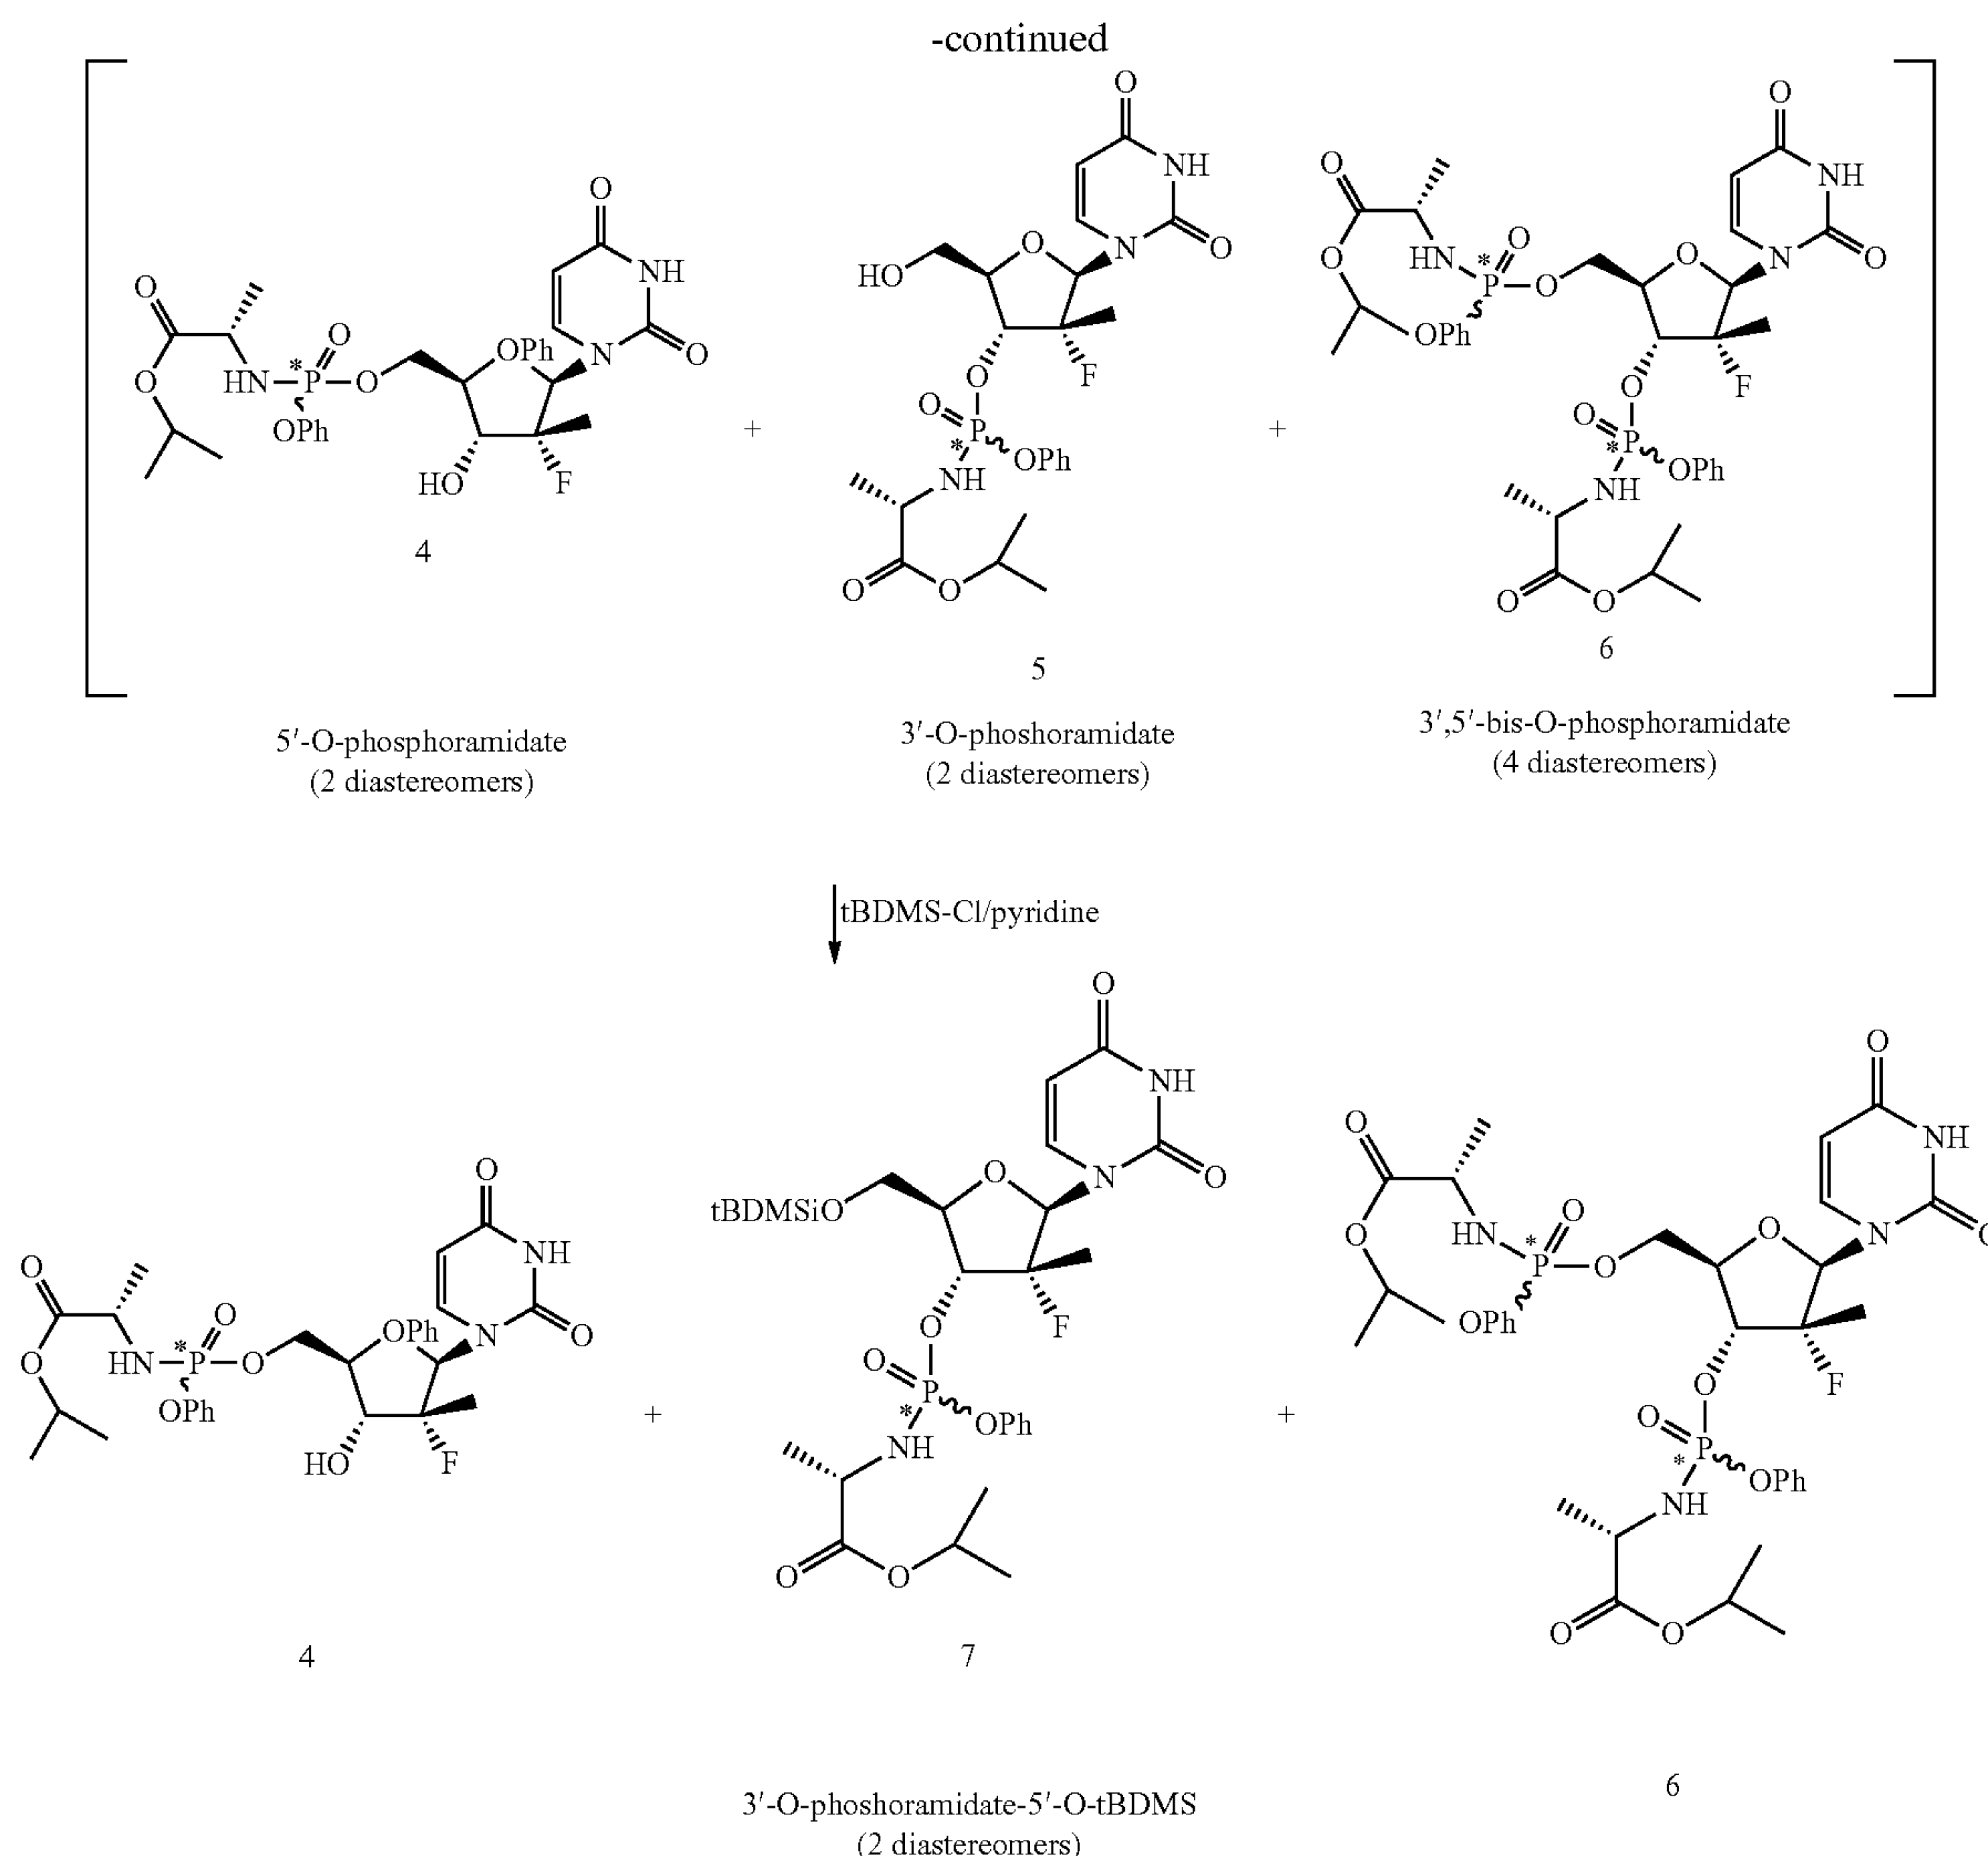 -continued
O
O
O
NH
NH
O
O
HN
P
*
O
OPh
O
OPh
N
O
HO
F
4
+
O
NH
HO
O
N
O
O
F
O
P
*
OPh
NH
O
O
5
+
O
NH
O
O
HN
P
*
O
OPh
O
O
N
O
O
F
O
P
*
OPh
NH
O
O
6
5'-O-phosphoramidate
(2 diastereomers)
3'-O-phoshoramidate
(2 diastereomers)
3',5'-bis-O-phosphoramidate
(4 diastereomers)
tBDMS-Cl/pyridine
O
NH
O
O
HN
P
*
O
OPh
O
OPh
N
O
HO
F
4
+
O
NH
tBDMSiO
O
N
O
O
F
O
P
*
OPh
NH
O
O
7
+
O
NH
O
O
HN
P
*
O
OPh
O
O
N
O
O
F
O
P
*
OPh
NH
O
O
6
3'-O-phoshoramidate-5'-O-tBDMS
(2 diastereomers)